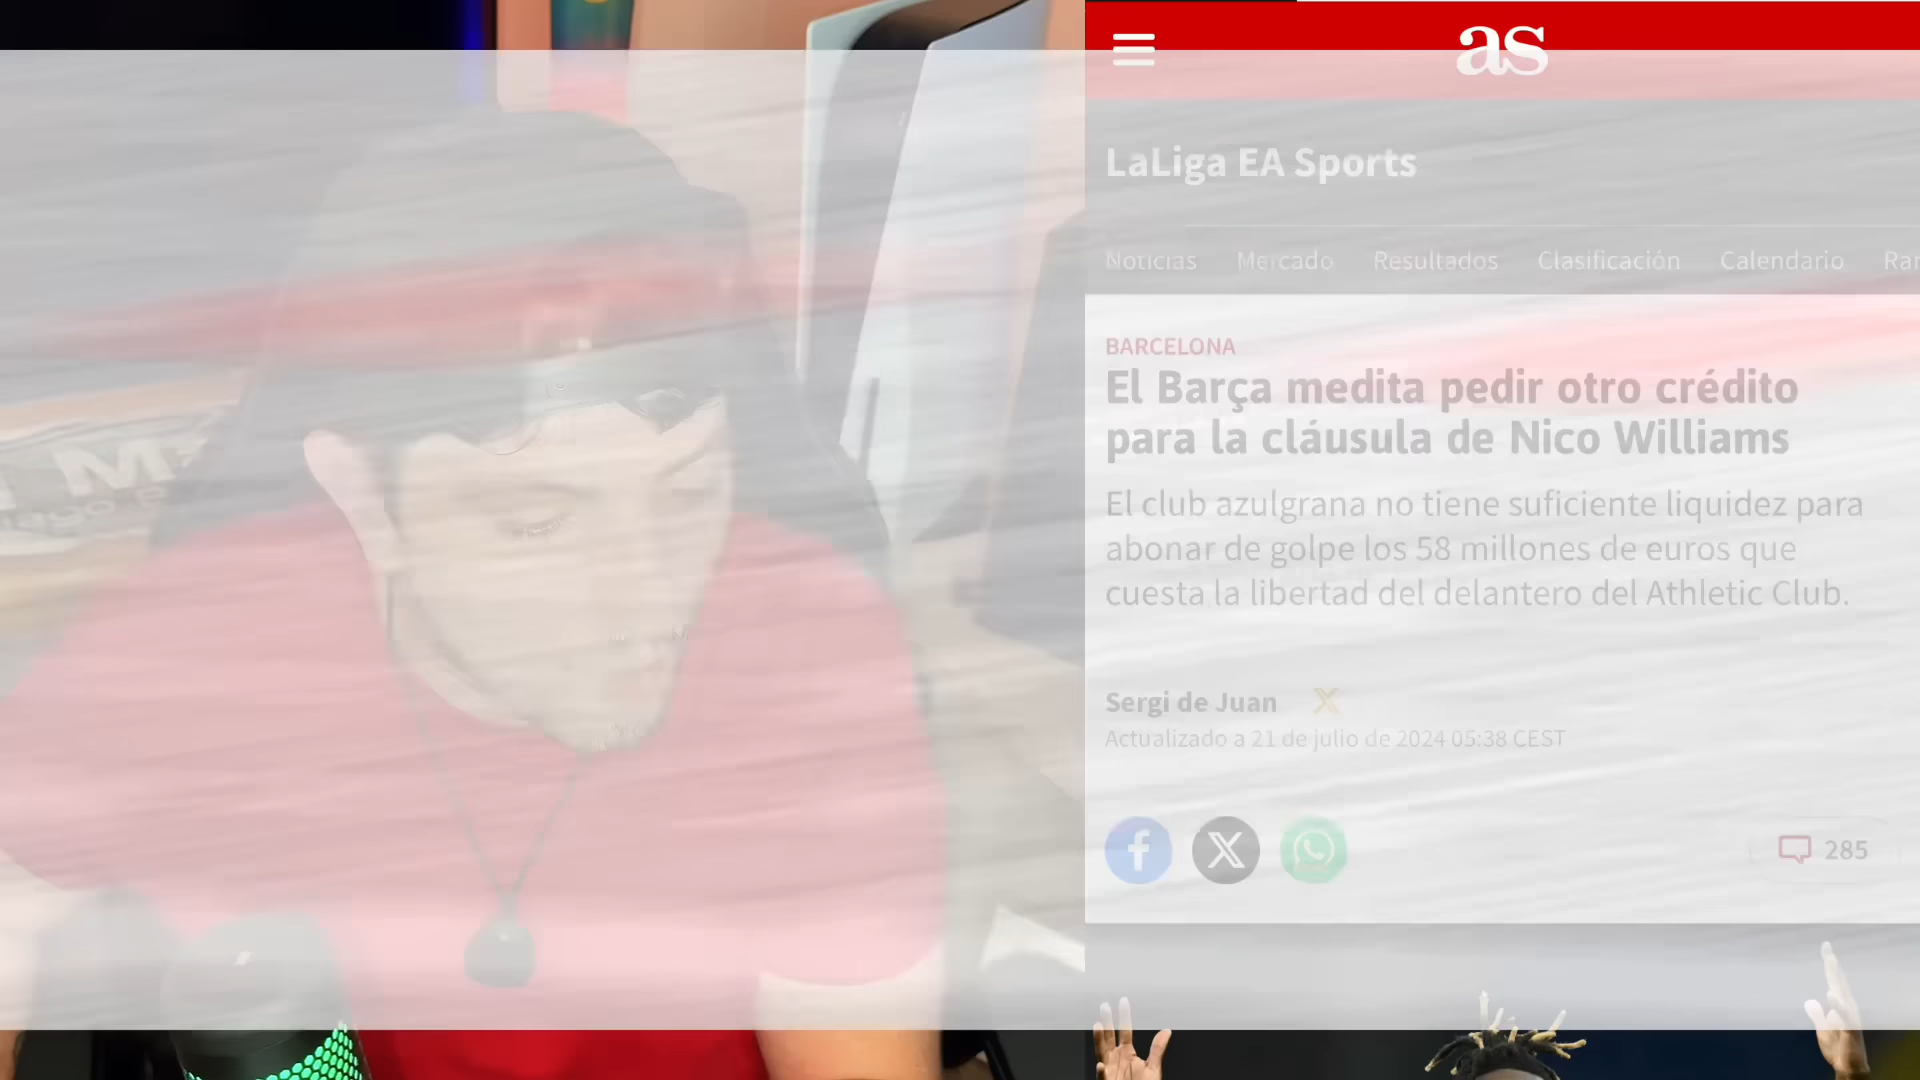 as
LaLiga EA Sports
Noticias Mercado Resultados Clasificación Calendario
BARCELONA
El Barça medita pedir otro crédito
para la cláusula de Nico Williams
El club azulgrana no tiene suficiente liquidez para
abonar de golpe los 58 millones de euros que
cuesta la libertad del delantero del Athletic Club.
Sergi de Juan
Actualizado a 21 de julio de 2024 05:38 CEST
285